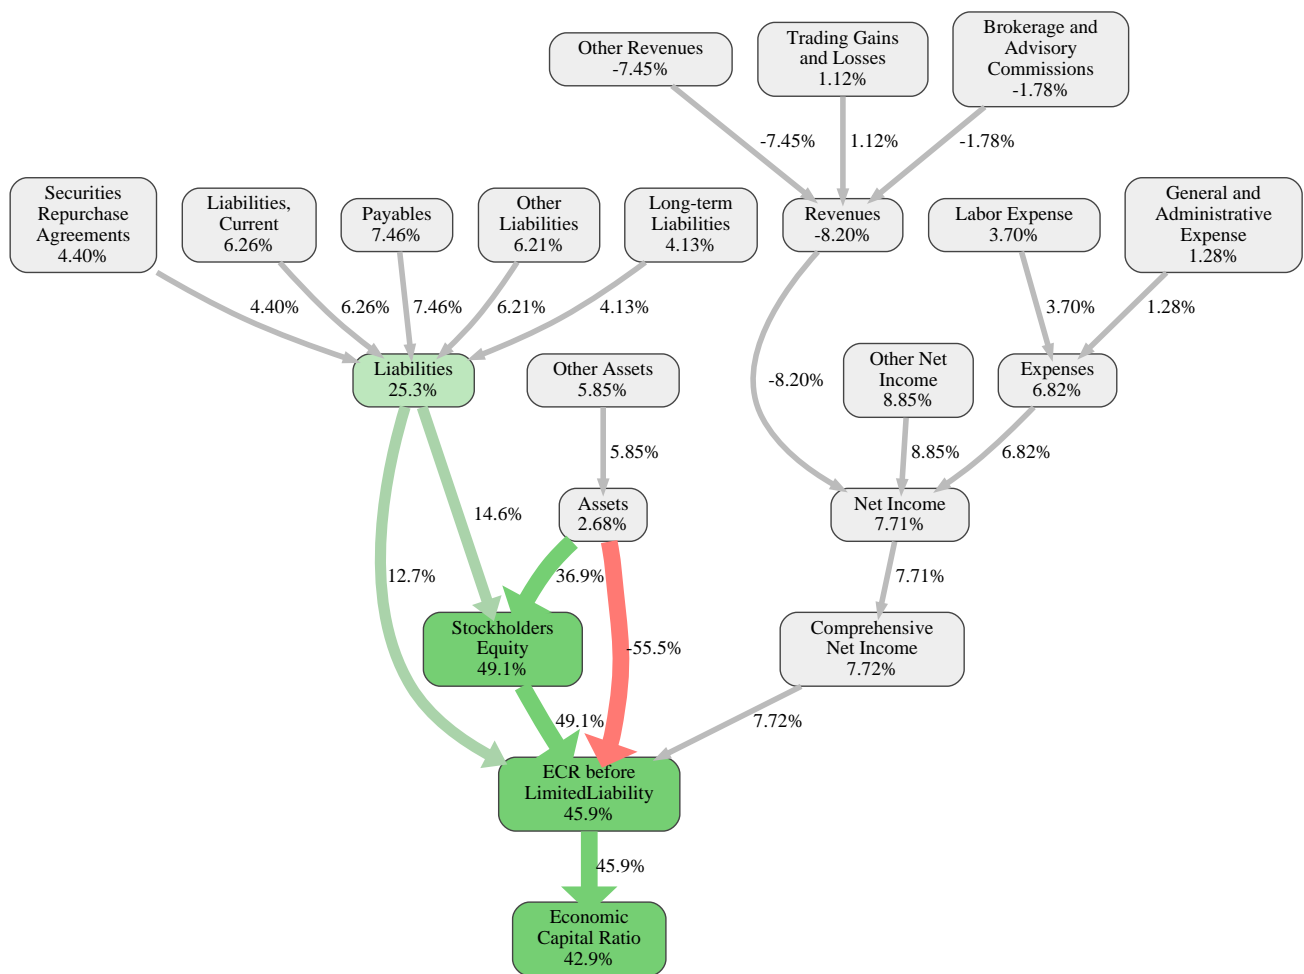 Other Revenues
-7.45%
Trading Gains
and Losses
1.12%
Brokerage and
Advisory
Commissions
-1.78%
-7.45%
1.12%
-1.78%
Securities
Repurchase
Agreements
4.40%
Liabilities,
Current
6.26%
Payables
7.46%
Other
Liabilities
6.21%
Long-term
Liabilities
4.13%
Revenues
-8.20%
Labor Expense
3.70%
General and
Administrative
Expense
1.28%
4.40%
6.26%
7.46%
6.21%
4.13%
3.70%
1.28%
Liabilities
25.3%
Other Assets
5.85%
-8.20%
Other Net
Income
8.85%
Expenses
6.82%
5.85%
8.85%
6.82%
14.6%
Assets
2.68%
Net Income
7.71%
12.7%
36.9%
7.71%
Stockholders
Equity
49.1%
-55.5%
Comprehensive
Net Income
7.72%
49.1%
7.72%
ECR before
LimitedLiability
45.9%
45.9%
Economic
Capital Ratio
42.9%